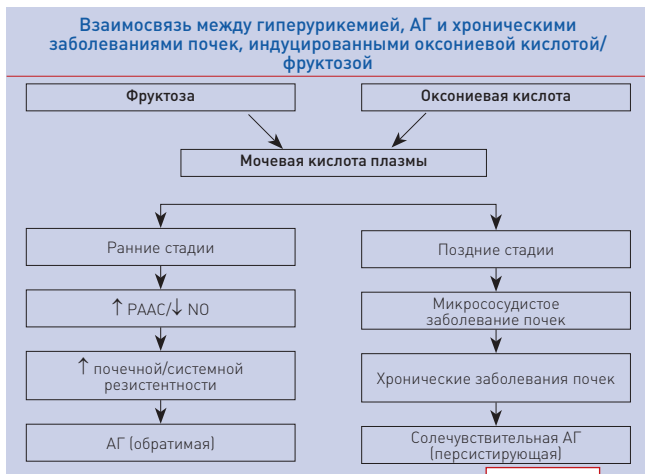 Взаимосвязь между гиперурикемией, АГ и хроническими
заболеваниями почек, индуцированными оксониевой кислотой/
фруктозой
Фруктоза
Оксониевая кислота
Мочевая кислота плазмы
Ранние стадии
Поздние стадии
↑ РААС/↓ NO
Микрососудистое
заболевание почек
↑ почечной/системной
резистентности
Хронические заболевания почек
АГ (обратимая)
Солечувствительная АГ
(персистирующая)